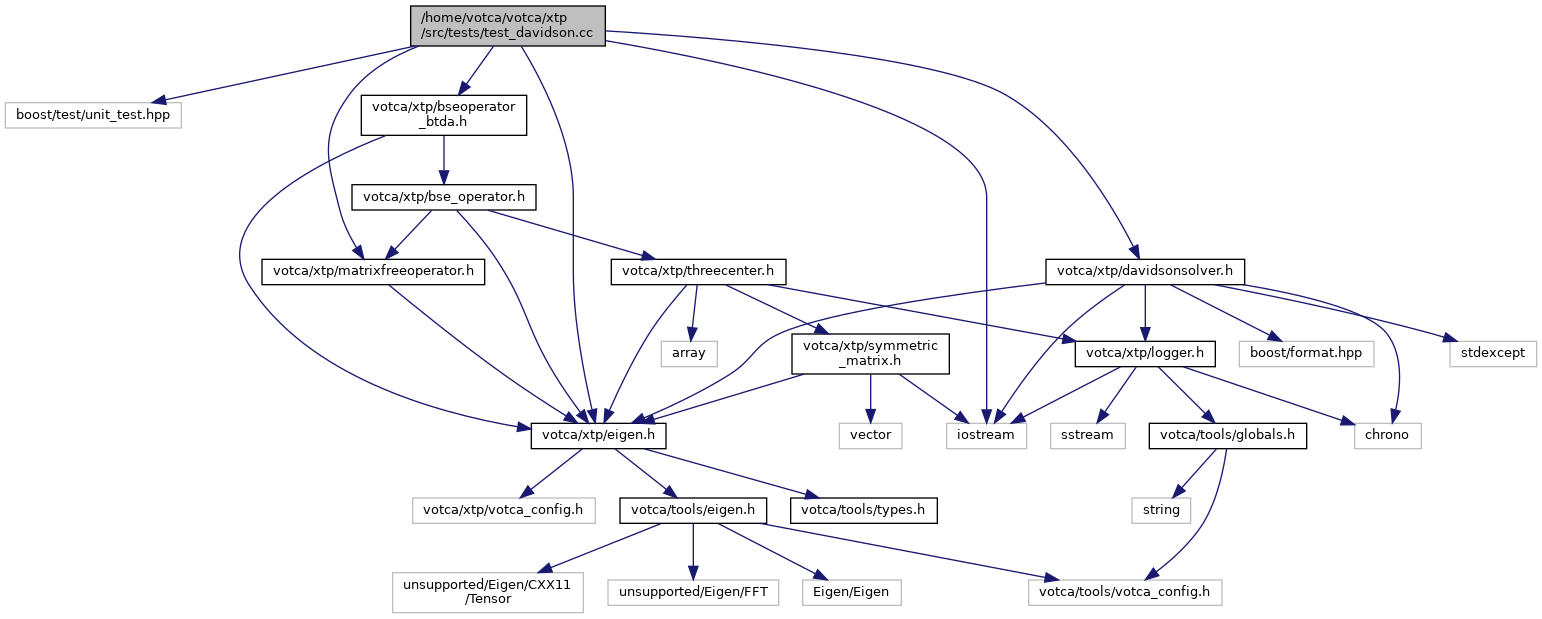 /home/votca/votca/xtp
/src/tests/test_davidson.cc
boost/test/unit_test.hpp
votca/xtp/bseoperator
_btda.h
votca/xtp/bse_operator.h
votca/xtp/matrixfreeoperator.h
votca/xtp/threecenter.h
votca/xtp/davidsonsolver.h
array
votca/xtp/symmetric
_matrix.h
votca/xtp/logger.h
boost/format.hpp
stdexcept
votca/xtp/eigen.h
vector
iostream
sstream
votca/tools/globals.h
chrono
votca/xtp/votca_config.h
votca/tools/eigen.h
votca/tools/types.h
string
unsupported/Eigen/CXX11
/Tensor
unsupported/Eigen/FFT
Eigen/Eigen
votca/tools/votca_config.h